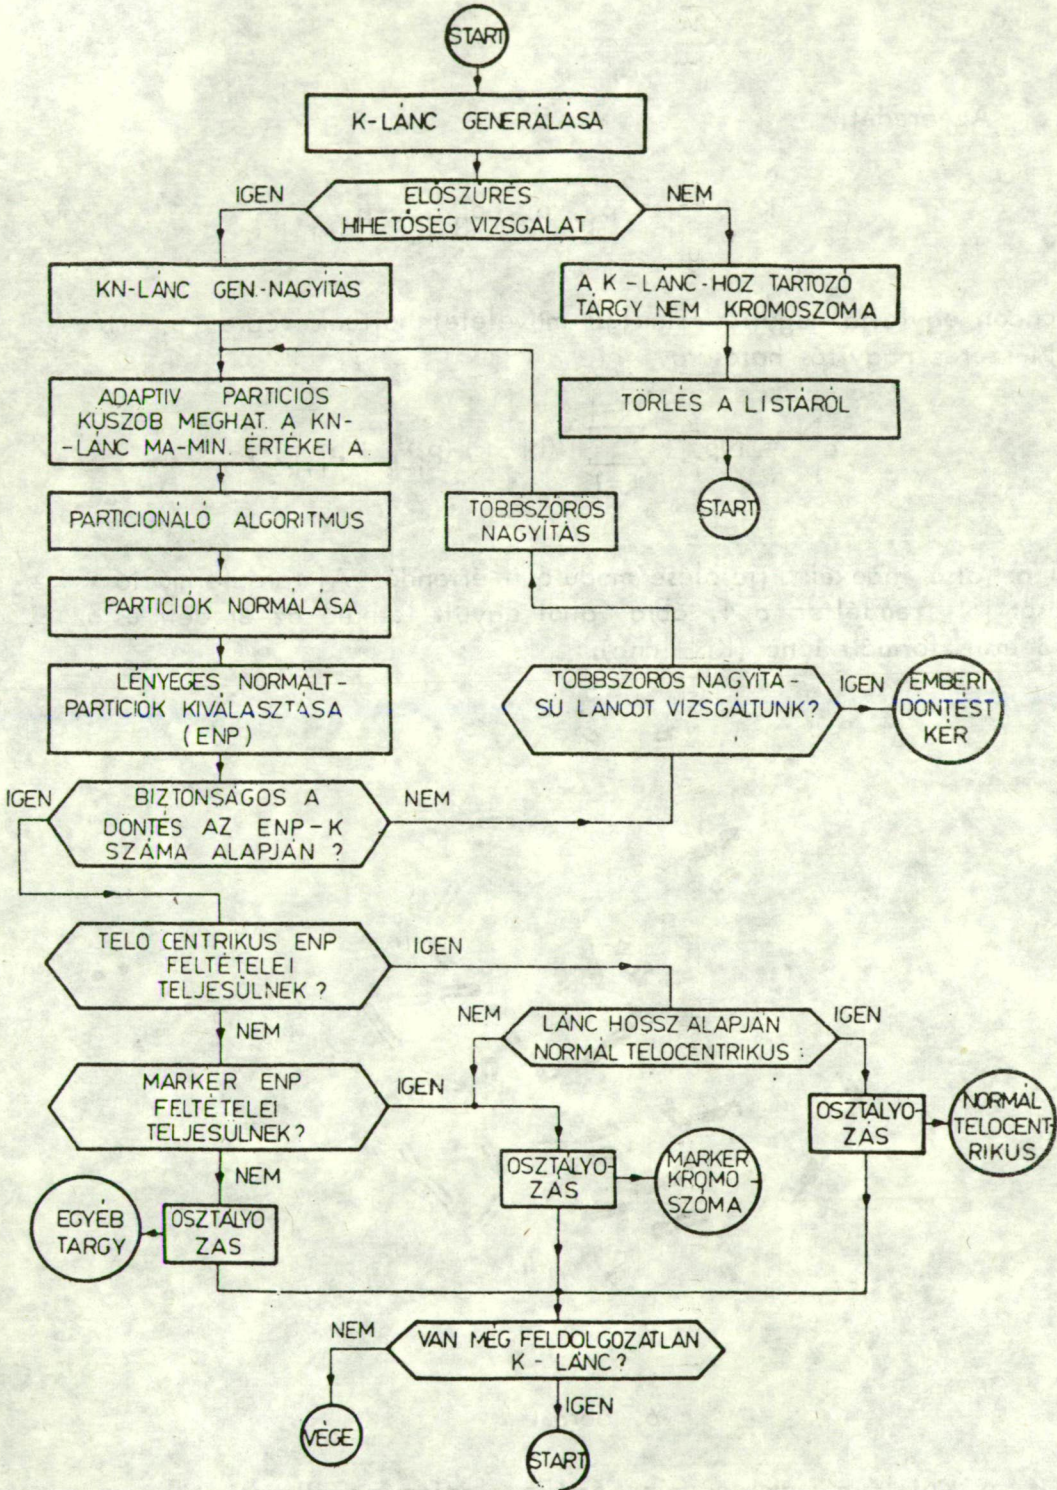 START
K-LÁNC GENERÁLÁSA
IGEN
ELŐSZŰRÉS
HIHETŐSÉG VIZSGÁLAT
NEM
KN-LÁNC GEN.-NAGYÍTÁS
A K-LÁNC-HOZ TARTOZÓ
TÁRGY NEM KROMOSZÓMA
ADAPTIV PARTICIÓS
KÜSZÖB MEGHAT. A KN-
-LÁNC MA-MIN. ÉRTÉKEI A.
TÖRLÉS A LISTÁRÓL
START
PARTICIONÁLÓ ALGORITMUS
TÖBBSZÖRÖS
NAGYÍTÁS
PARTICIÓK NORMÁLÁSA
LÉNYEGES NORMÁLT-
PARTICIÓK KIVÁLASZTÁSA
(ENP)
TÖBBSZÖRÖS NAGYÍTÁ-
SÚ LÁNCOT VIZSGÁLTUNK?
IGEN
EMBERI
DÖNTÉST
KÉR
IGEN
BIZTONSÁGOS A
DÖNTÉS AZ ENP-K
SZÁMA ALAPJÁN ?
NEM
TELO CENTRIKUS ENP
FELTÉTELEI
TELJESÜLNEK ?
IGEN
NEM
NEM
LÁNC HOSSZ ALAPJÁN
NORMÁL TELOCENTRIKUS :
IGEN
MARKER ENP
FELTÉTELEI
TELJESÜLNEK?
IGEN
OSZTÁLYO-
ZÁS
NORMÁL
TELOCENT-
RIKUS
NEM
OSZTÁLYO-
ZÁS
MARKER
KROMO-
SZÓMA
EGYÉB
TÁRGY
OSZTÁLYO
ZÁS
NEM
VAN MÉG FELDOLGOZATLAN
K - LÁNC?
IGEN
VÉGE
START